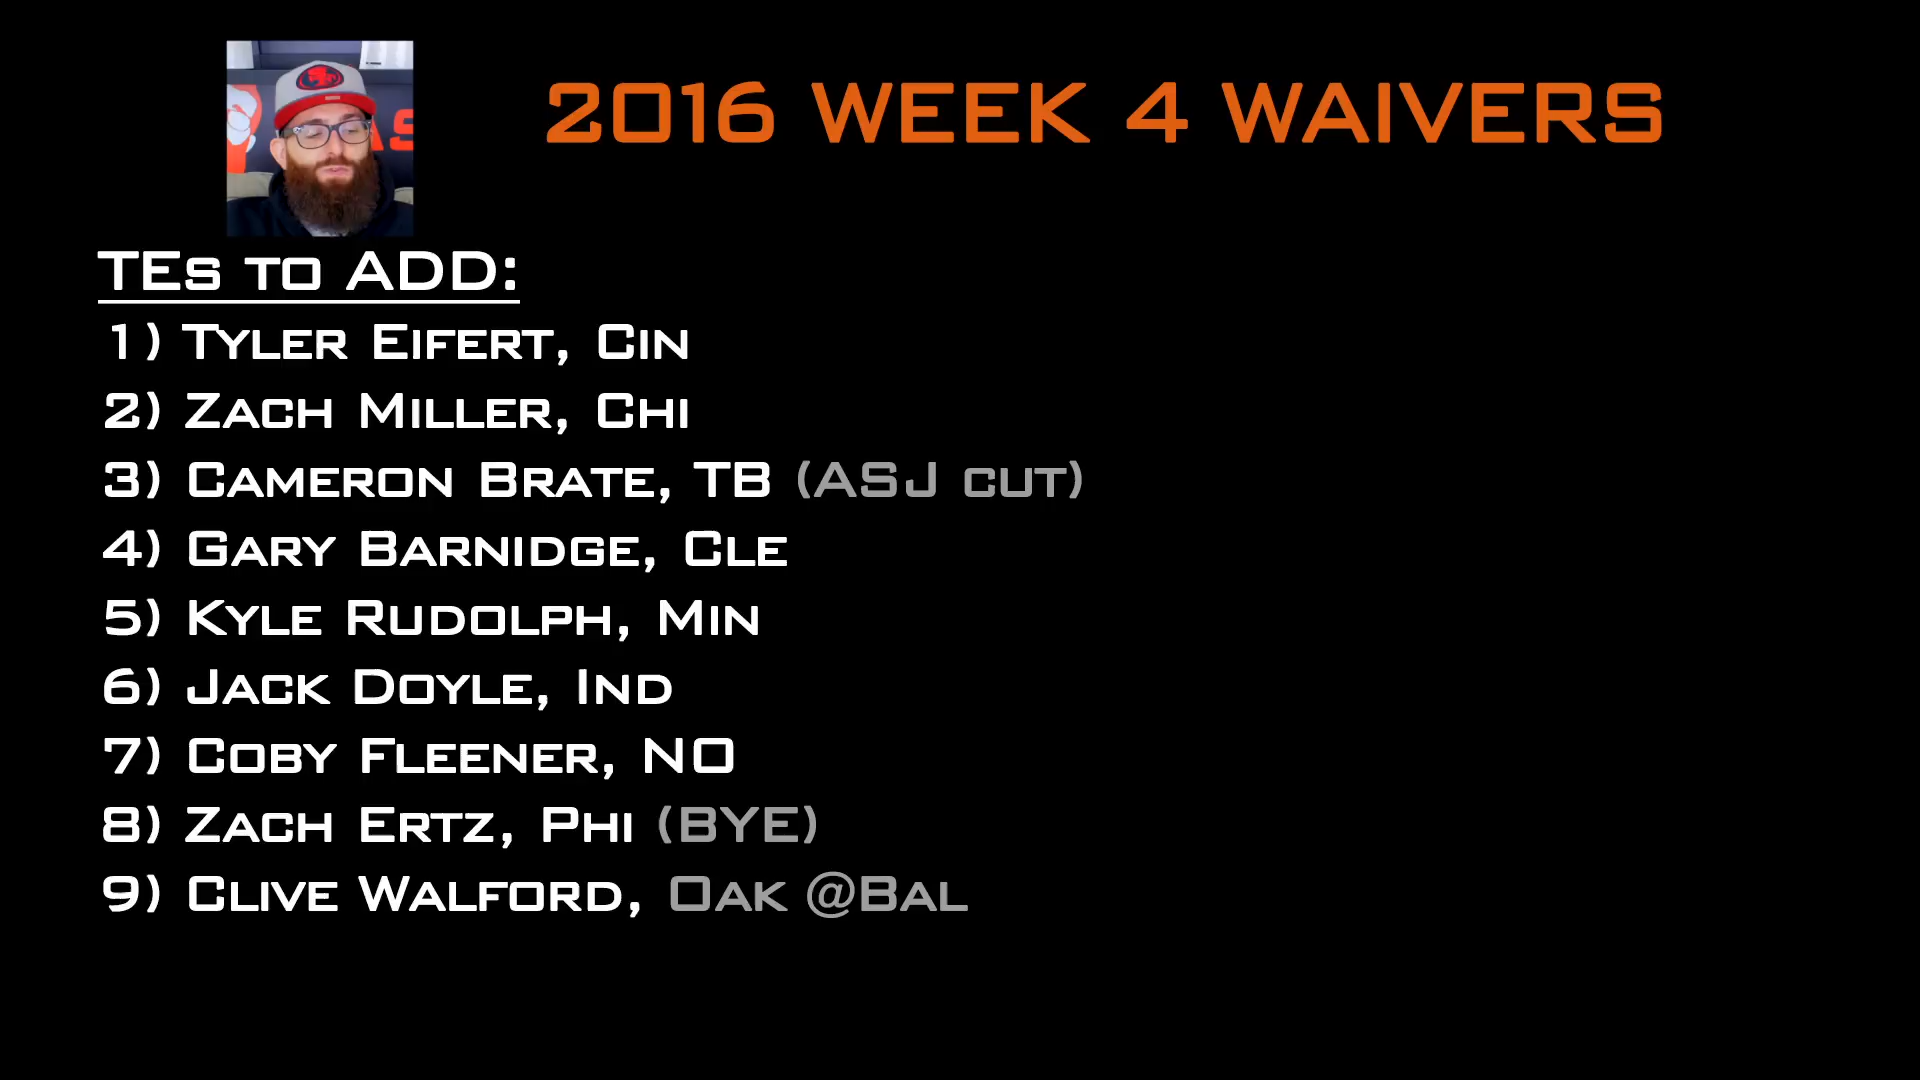 2016 WEEK 4 WAIVERS
TEs to ADD:
1) Tyler Eifert, Cin
2) Zach Miller, Chi
3) Cameron Brate, TB (ASJ cut)
4) Gary Barnidge, Cle
5) Kyle Rudolph, Min
6) Jack Doyle, Ind
7) Coby Fleener, NO
8) Zach Ertz, Phi (BYE)
9) Clive Walford, Oak @Bal